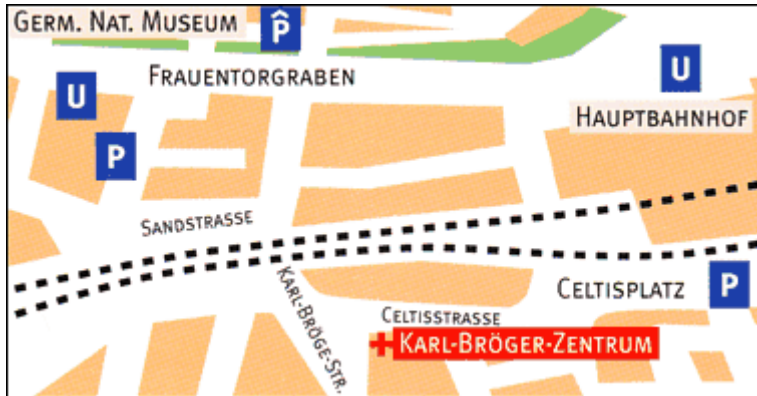 GERM. NAT. MUSEUM
P
U
FRAUENTORGRABEN
U
HAUPTBAHNHOF
P
SANDSTRASSE
KARL-BRÖGE-STR.
CELTISPLATZ
P
CELTISSTRASSE
KARL-BRÖGER-ZENTRUM